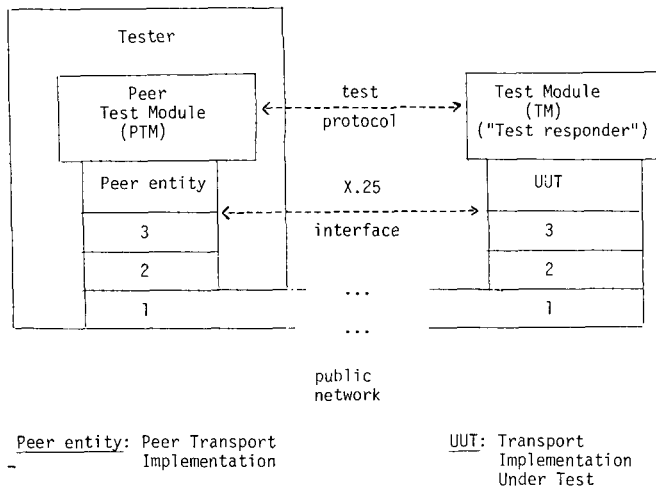 Tester
Peer
Test Module
(PTM)
test
protocol
Test Module
(TM)
("Test responder")
Peer entity
X.25
interface
UUT
3
3
2
2
1
...
1
...
public
network
Peer entity: Peer Transport
Implementation
UUT: Transport
Implementation
Under Test